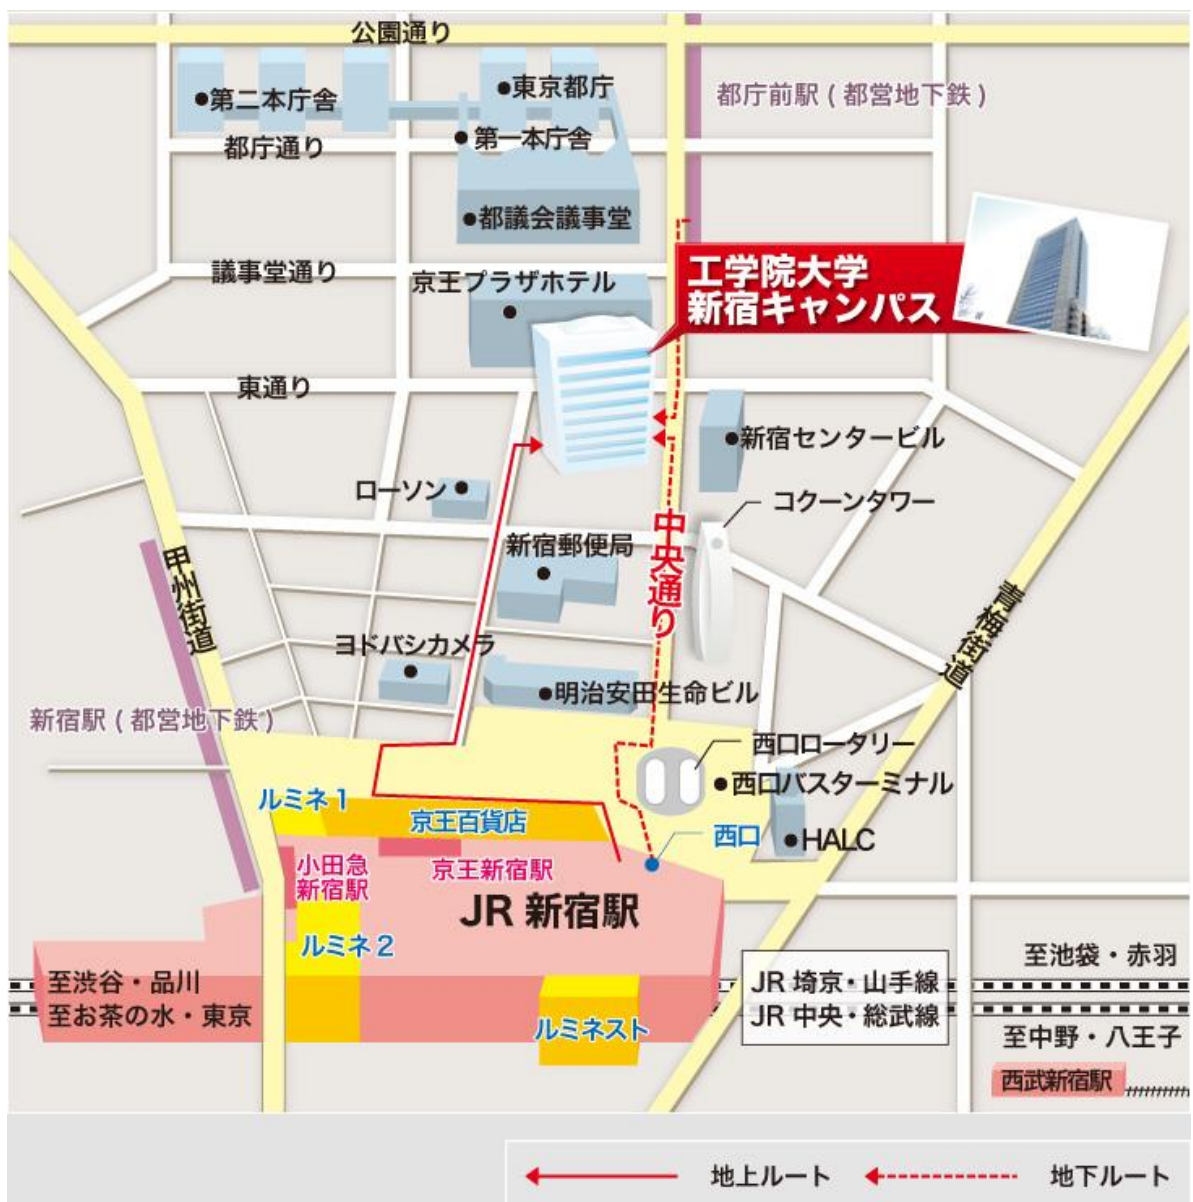 公園通り
第二本庁舎
東京都庁
都庁前駅 ( 都営地下鉄 )
第一本庁舎
都庁通り
都議会議事堂
議事堂通り
京王プラザホテル
工学院大学
新宿キャンパス
東通り
新宿センタービル
ローソン
コクーンタワー
新宿郵便局
中央通り
甲州街道
青梅街道
ヨドバシカメラ
明治安田生命ビル
新宿駅 ( 都営地下鉄 )
西口ロータリー
西口バスターミナル
ルミネ 1
京王百貨店
西口
HALC
小田急
新宿駅
京王新宿駅
JR 新宿駅
ルミネ 2
至渋谷・品川
至お茶の水・東京
ルミネスト
JR 埼京・山手線
JR 中央・総武線
至池袋・赤羽
至中野・八王子
西武新宿駅
地上ルート
地下ルート